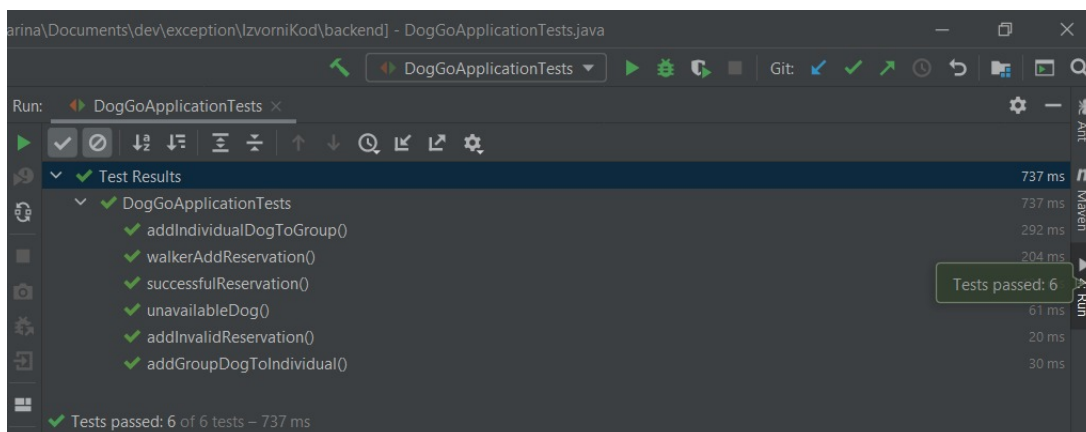 arina\Documents\dev\exception\IzvorniKod\backend] - DogGoApplicationTests.java
DogGoApplicationTests
Git:
Run: DogGoApplicationTests
Test Results 737 ms
DogGoApplicationTests 737 ms
addIndividualDogToGroup() 292 ms
walkerAddReservation() 204 ms
successfulReservation()
Tests passed: 6
unavailableDog() 61 ms
addInvalidReservation() 20 ms
addGroupDogToIndividual() 30 ms
Tests passed: 6 of 6 tests – 737 ms
Ant
m
Maven
Run